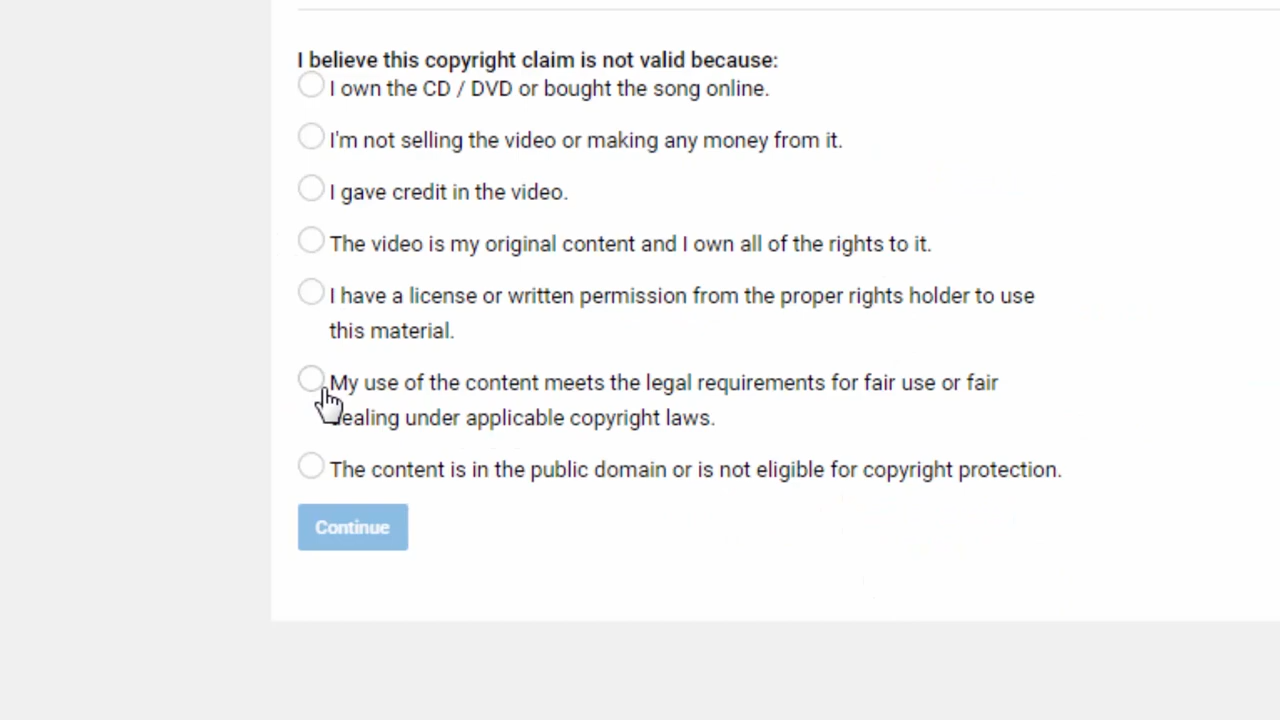 I believe this copyright claim is not valid because:
I own the CD / DVD or bought the song online.
I'm not selling the video or making any money from it.
I gave credit in the video.
The video is my original content and I own all of the rights to it.
I have a license or written permission from the proper rights holder to use
this material.
My use of the content meets the legal requirements for fair use or fair
dealing under applicable copyright laws.
The content is in the public domain or is not eligible for copyright protection.
Continue